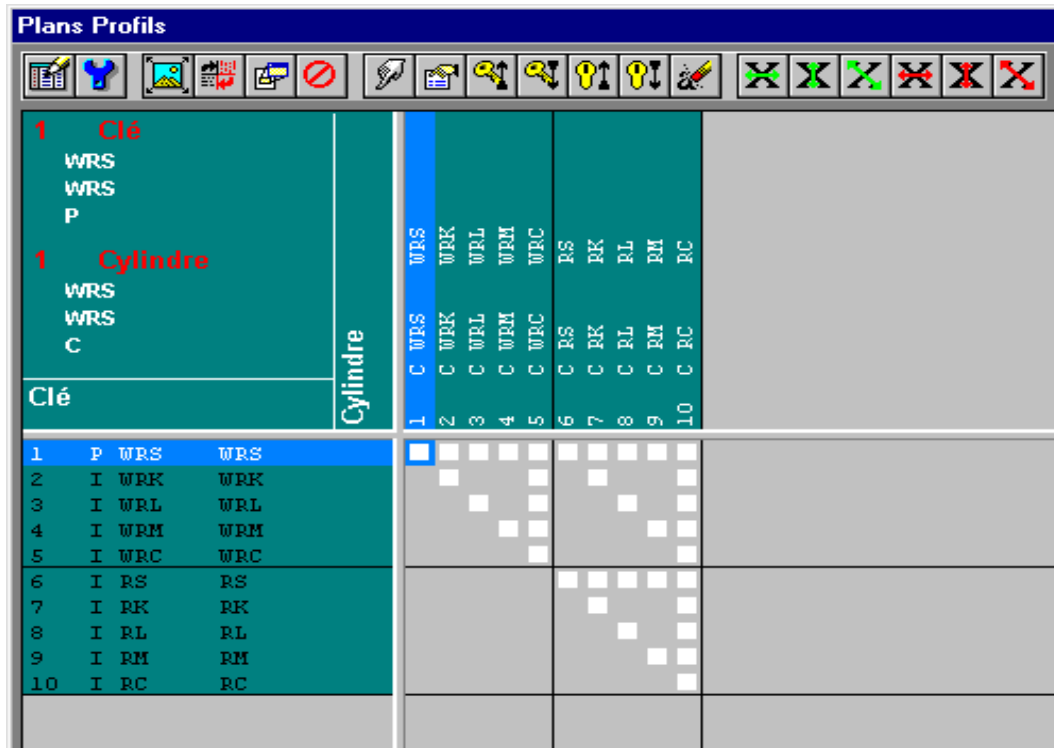 Plans Profils
1 Clé
WRS
WRS
P
1 Cylindre
WRS
WRS
C
Clé
Cylindre
1 C WRS WRS
2 C WRK WRK
3 C WRL WRL
4 C WRM WRM
5 C WRC WRC
6 C RS RS
7 C RK RK
8 C RL RL
9 C RM RM
10 C RC RC
1 P WRS WRS
2 I WRK WRK
3 I WRL WRL
4 I WRM WRM
5 I WRC WRC
6 I RS RS
7 I RK RK
8 I RL RL
9 I RM RM
10 I RC RC